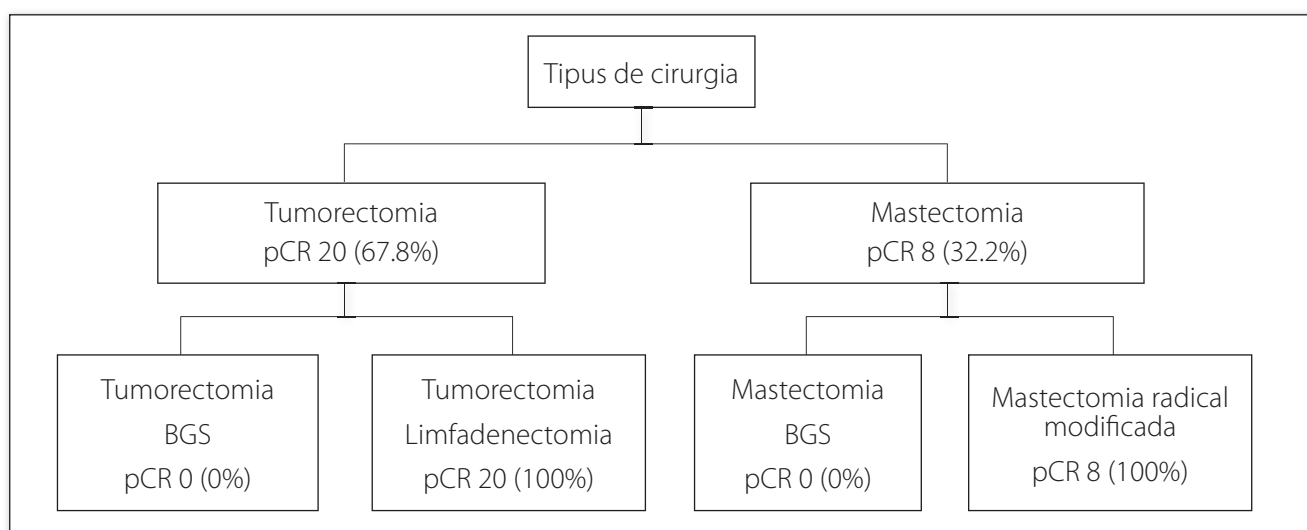 Tipus de cirurgia
Tumorectomia
pCR 20 (67.8%)
Mastectomia
pCR 8 (32.2%)
Tumorectomia
BGS
pCR 0 (0%)
Tumorectomia
Limfadenectomia
pCR 20 (100%)
Mastectomia
BGS
pCR 0 (0%)
Mastectomia radical
modificada
pCR 8 (100%)